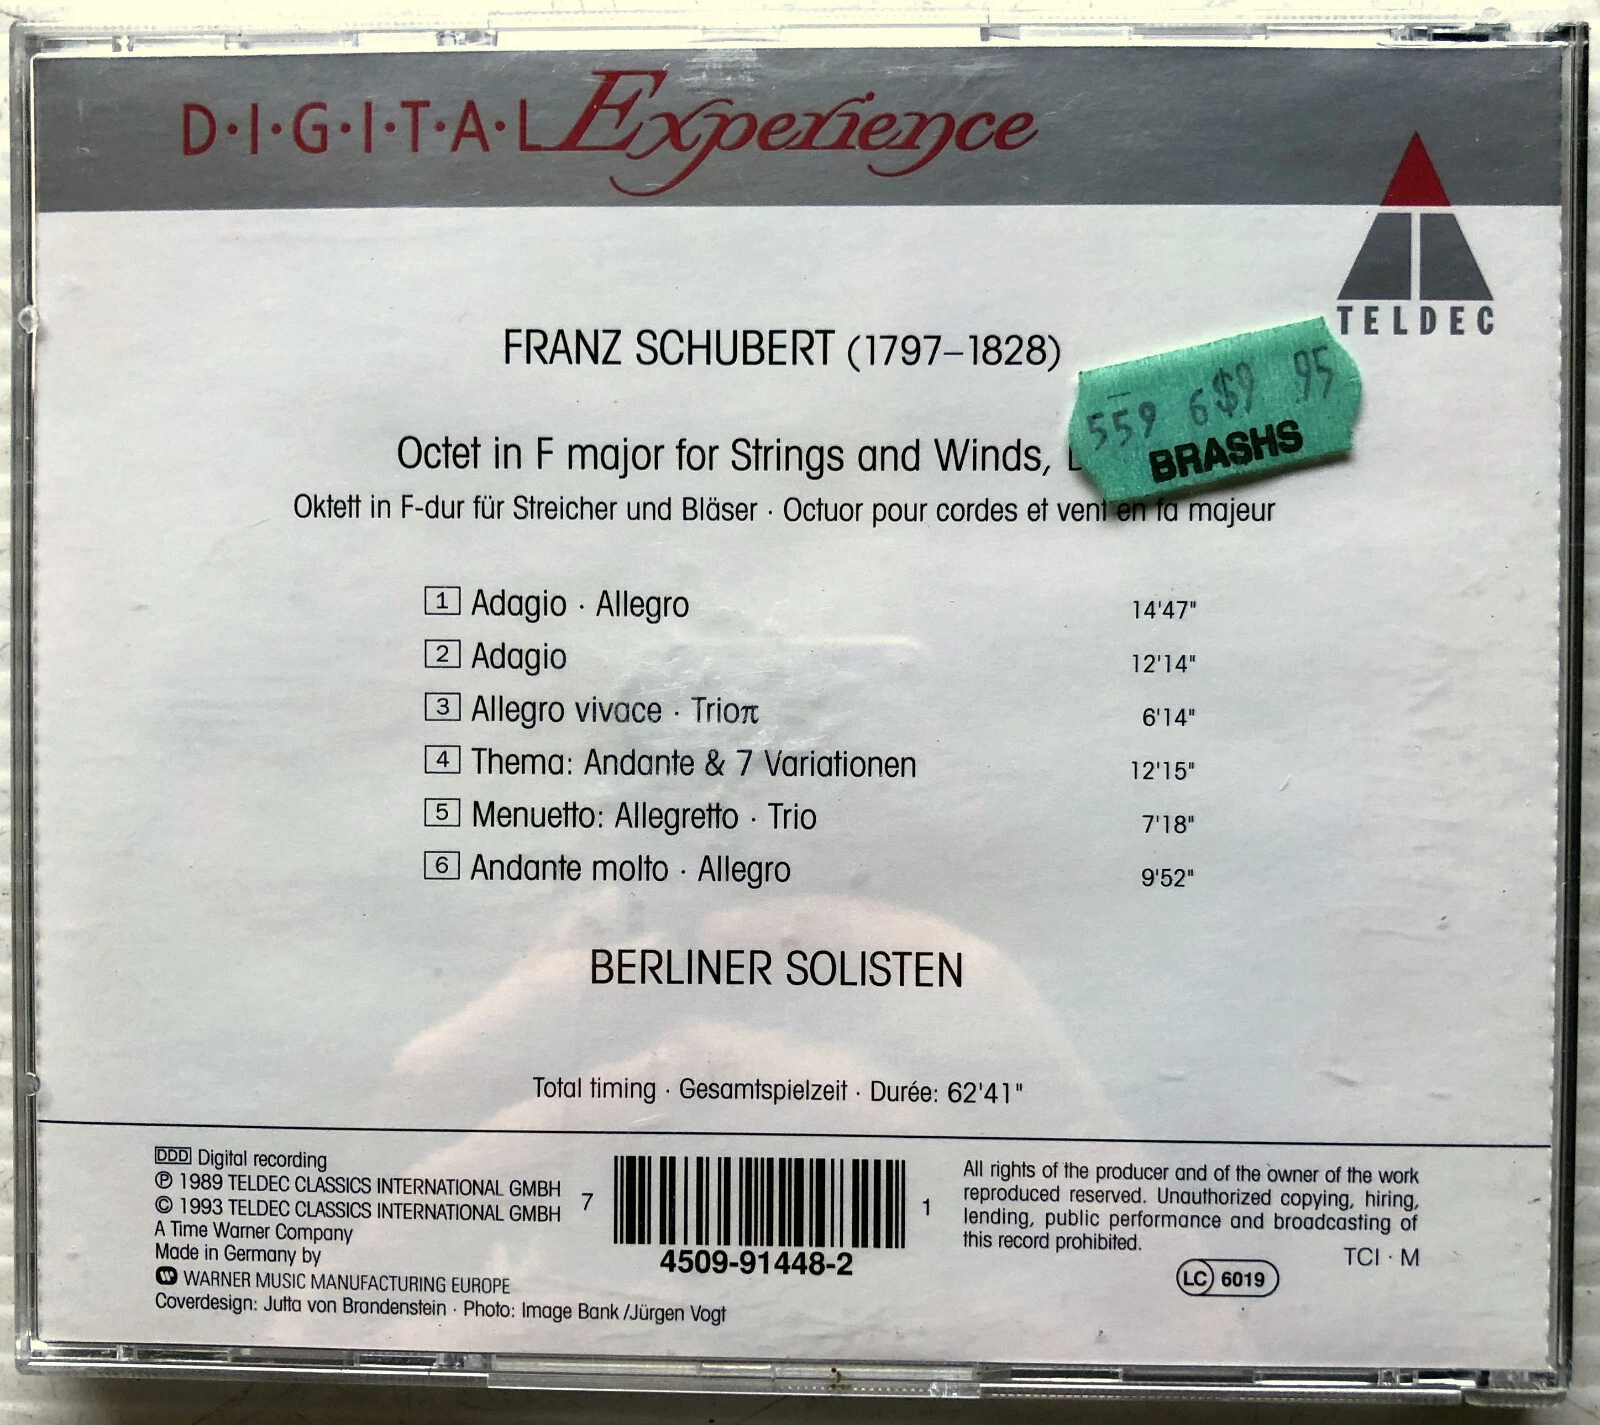 D·I·G·I·T·A·L Experience
TELDEC
FRANZ SCHUBERT (1797–1828)
559 6$9 95
BRASHS
Octet in F major for Strings and Winds,
Oktett in F-dur für Streicher und Bläser · Octuor pour cordes et vent en fa majeur
1 Adagio · Allegro 14'47"
2 Adagio 12'14"
3 Allegro vivace · Trioπ 6'14"
4 Thema: Andante & 7 Variationen 12'15"
5 Menuetto: Allegretto · Trio 7'18"
6 Andante molto · Allegro 9'52"
BERLINER SOLISTEN
Total timing · Gesamtspielzeit · Durée: 62'41"
DDD Digital recording
℗ 1989 TELDEC CLASSICS INTERNATIONAL GMBH
© 1993 TELDEC CLASSICS INTERNATIONAL GMBH
A Time Warner Company
Made in Germany by
WARNER MUSIC MANUFACTURING EUROPE
Coverdesign: Jutta von Brandenstein · Photo: Image Bank /Jürgen Vogt
7 1
4509-91448-2
All rights of the producer and of the owner of the work
reproduced reserved. Unauthorized copying, hiring,
lending, public performance and broadcasting of
this record prohibited.
TCI · M
LC 6019